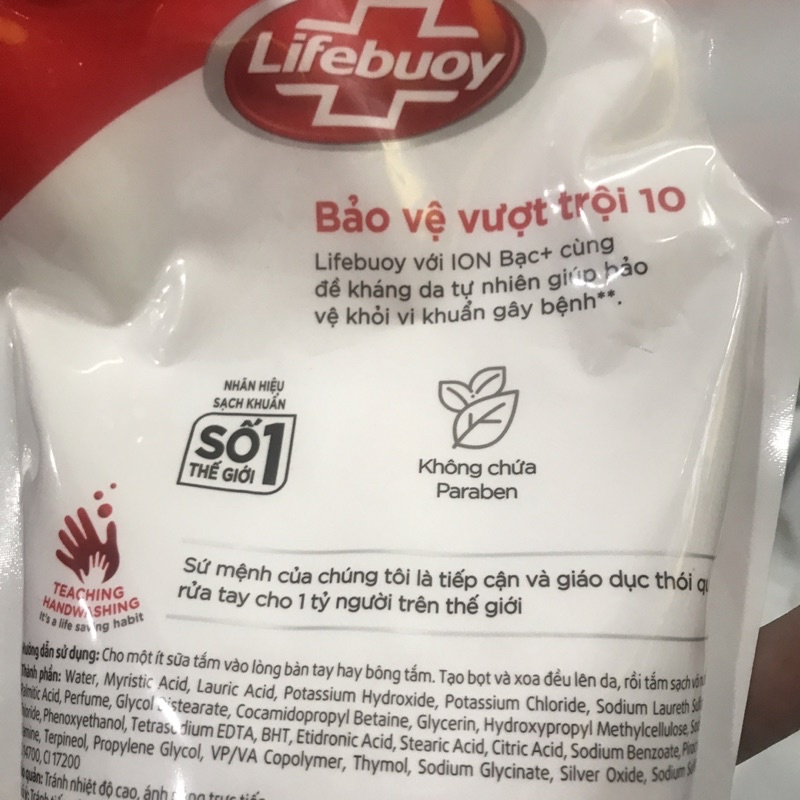 Lifebuoy
Bảo vệ vượt trội 10
Lifebuoy với ION Bạc+ cùng
đề kháng da tự nhiên giúp bảo
vệ khỏi vi khuẩn gây bệnh**.
NHÃN HIỆU
SẠCH KHUẨN
SỐ 1
THẾ GIỚI
Không chứa
Paraben
TEACHING
HANDWASHING
It's a life saving habit
Sứ mệnh của chúng tôi là tiếp cận và giáo dục thói
rửa tay cho 1 tỷ người trên thế giới
dẫn sử dụng: Cho một ít sữa tắm vào lòng bàn tay hay bông tắm. Tạo bọt và xoa đều lên da, rồi tắm sạch
phần: Water, Myristic Acid, Lauric Acid, Potassium Hydroxide, Potassium Chloride, Sodium Laureth
Acid, Perfume, Glycol Distearate, Cocamidopropyl Betaine, Glycerin, Hydroxypropyl Methylcellulose,
Phenoxyethanol, Tetrasodium EDTA, BHT, Etidronic Acid, Stearic Acid, Citric Acid, Sodium Benzoate,
Terpineol, Propylene Glycol, VP/VA Copolymer, Thymol, Sodium Glycinate, Silver Oxide, Sodium
CI 17200
quản: Tránh nhiệt độ cao, ánh sáng trực tiếp